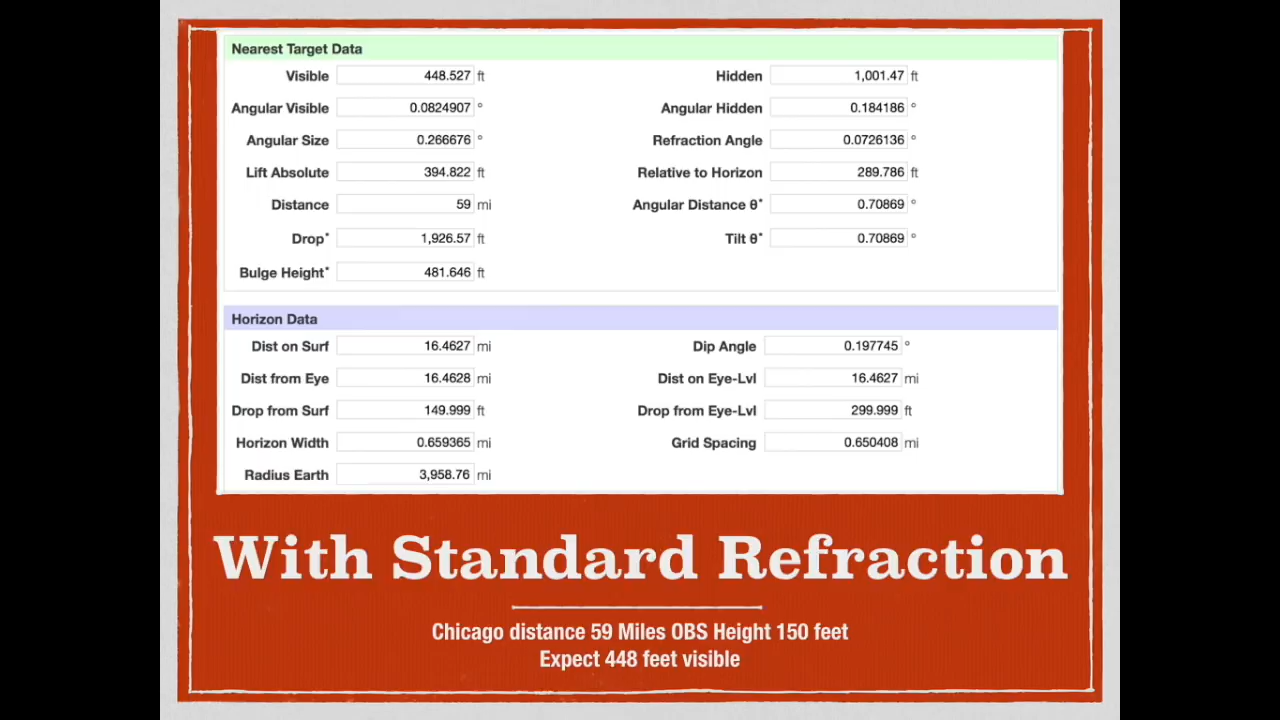 Nearest Target Data
Visible 448.527 ft Hidden 1,001.47 ft
Angular Visible 0.0824907 ° Angular Hidden 0.184186 °
Angular Size 0.266676 ° Refraction Angle 0.0726136 °
Lift Absolute 394.822 ft Relative to Horizon 289.786 ft
Distance 59 mi Angular Distance θ* 0.70869 °
Drop* 1,926.57 ft Tilt θ* 0.70869 °
Bulge Height* 481.646 ft
Horizon Data
Dist on Surf 16.4627 mi Dip Angle 0.197745 °
Dist from Eye 16.4628 mi Dist on Eye-Lvl 16.4627 mi
Drop from Surf 149.999 ft Drop from Eye-Lvl 299.999 ft
Horizon Width 0.659365 mi Grid Spacing 0.650408 mi
Radius Earth 3,958.76 mi
With Standard Refraction
Chicago distance 59 Miles OBS Height 150 feet
Expect 448 feet visible